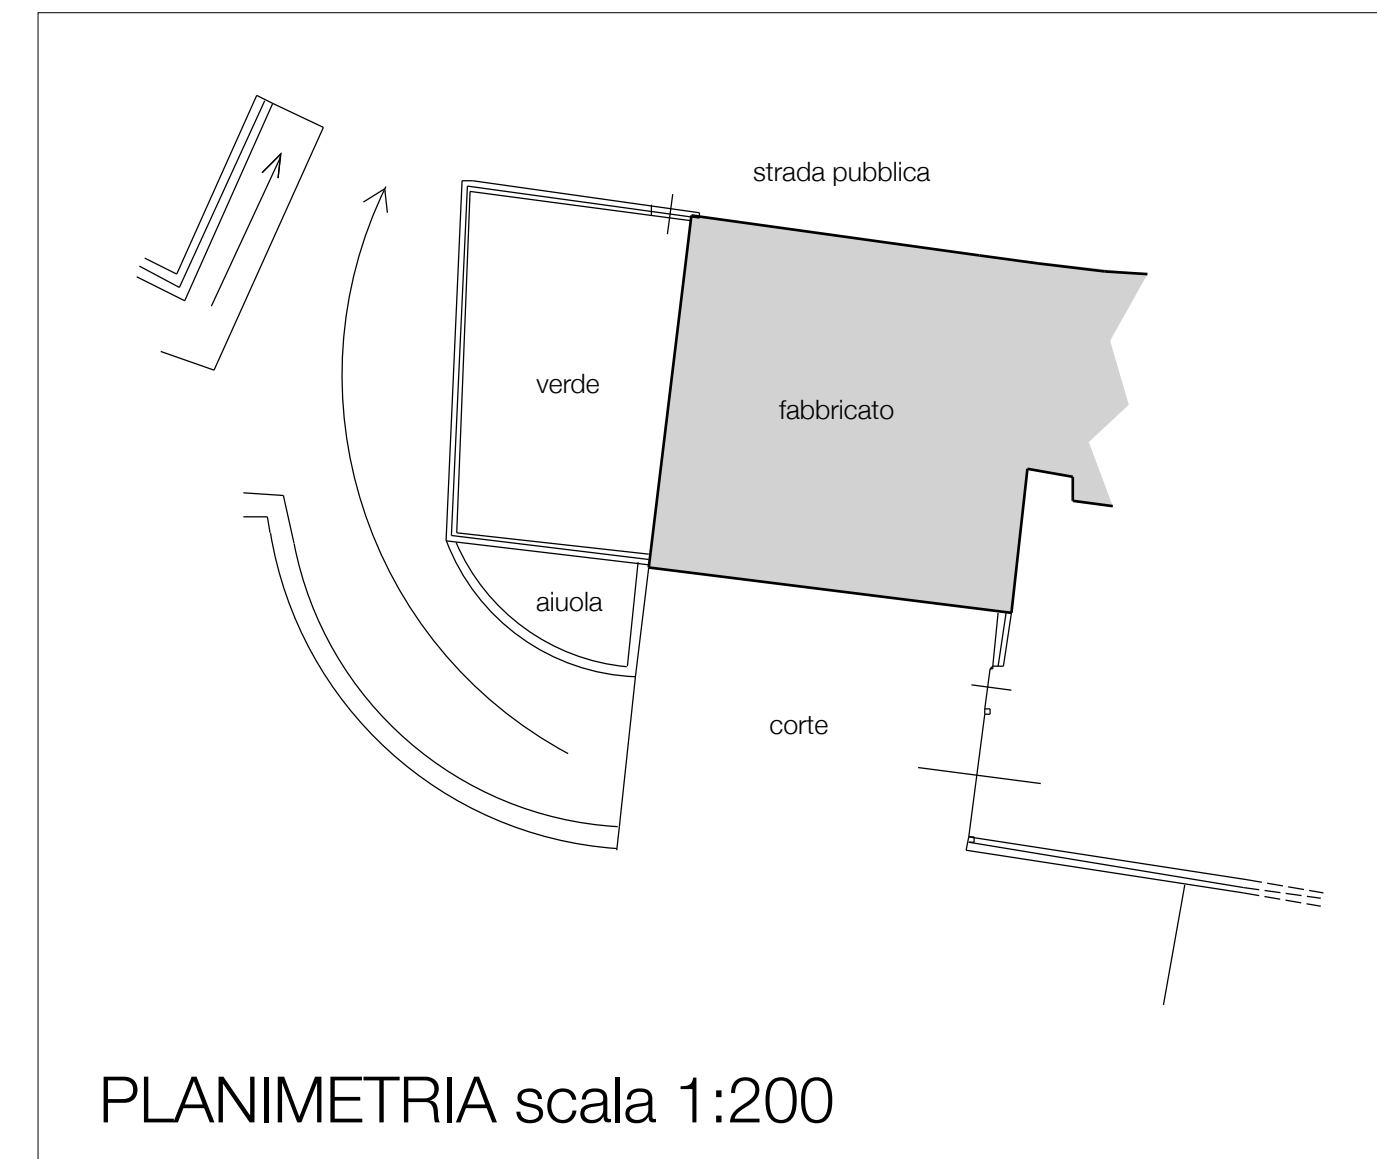 strada pubblica
verde
fabbricato
aiuola
corte
PLANIMETRIA scala 1:200